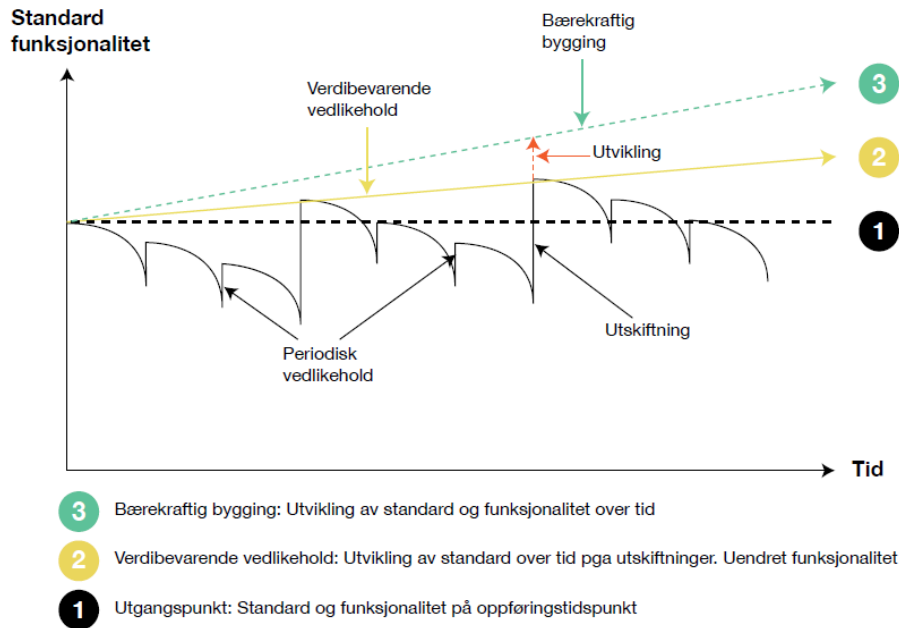 Standard
funksjonalitet
Bærekraftig
bygging
3
Verdibevarende
vedlikehold
Utvikling
2
1
Periodisk
vedlikehold
Utskiftning
Tid
3 Bærekraftig bygging: Utvikling av standard og funksjonalitet over tid
2 Verdibevarende vedlikehold: Utvikling av standard over tid pga utskiftninger. Uendret funksjonalitet
1 Utgangspunkt: Standard og funksjonalitet på oppføringstidspunkt